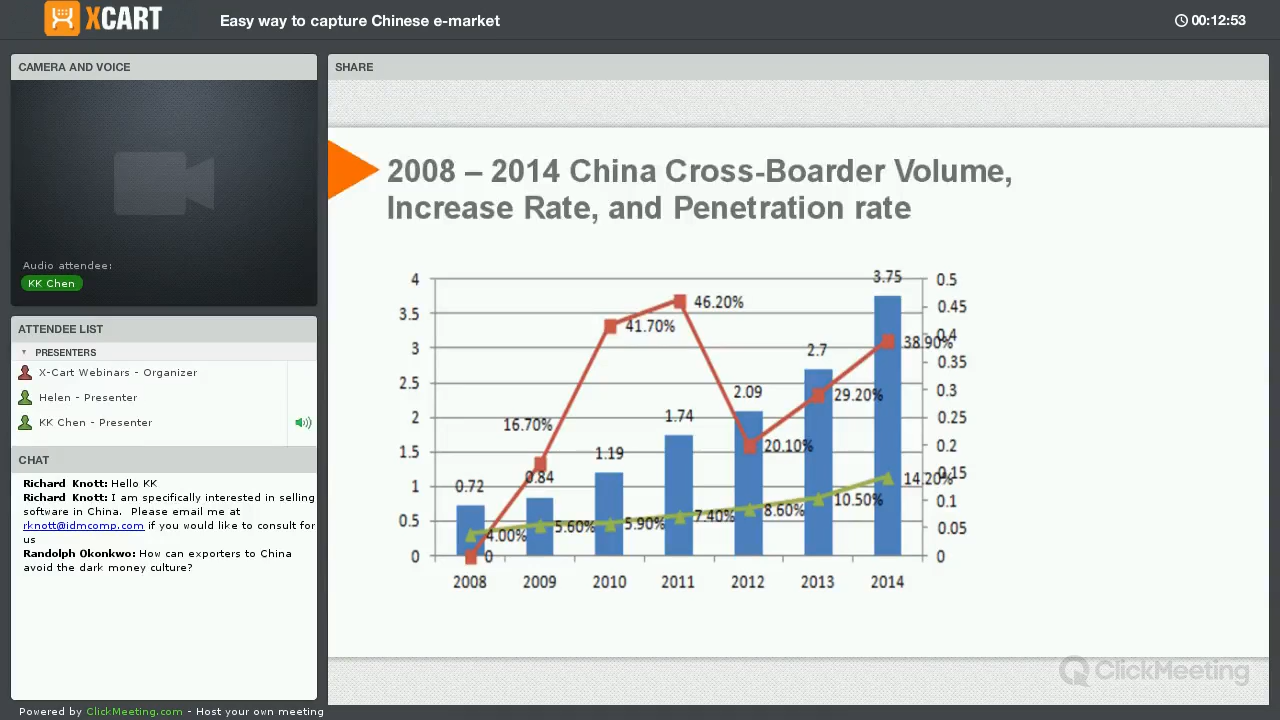 XCART
Easy way to capture Chinese e-market
00:12:53
CAMERA AND VOICE
Audio attendee:
KK Chen
ATTENDEE LIST
PRESENTERS
X-Cart Webinars - Organizer
Helen - Presenter
KK Chen - Presenter
CHAT
Richard Knott: Hello KK
Richard Knott: I am specifically interested in selling
software in China. Please email me at
rknott@idmcomp.com if you would like to consult for
us
Randolph Okonkwo: How can exporters to China
avoid the dark money culture?
SHARE
2008 – 2014 China Cross-Boarder Volume,
Increase Rate, and Penetration rate
4
3.5
3
2.5
2
1.5
1
0.5
0
0.72
0.84
1.19
1.74
2.09
2.7
3.75
0
16.70%
41.70%
46.20%
20.10%
29.20%
38.90%
4.00%
5.60%
5.90%
7.40%
8.60%
10.50%
14.20%
0.5
0.45
0.4
0.35
0.3
0.25
0.2
0.15
0.1
0.05
0
2008 2009 2010 2011 2012 2013 2014
ClickMeeting
Powered by ClickMeeting.com - Host your own meeting